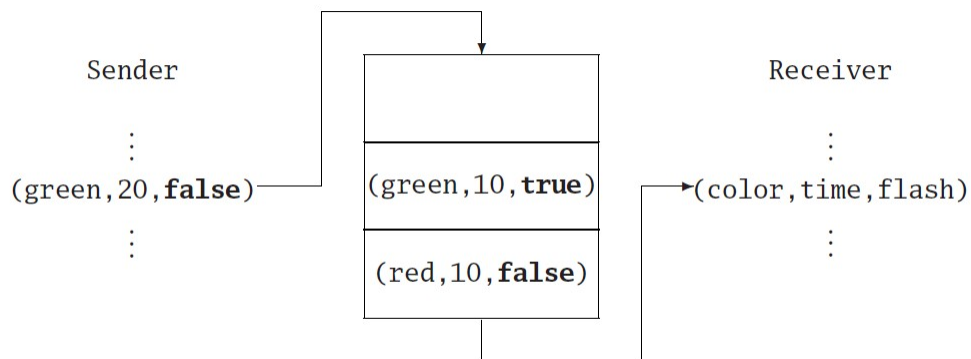 Sender
Receiver
(green,20,false)
(green,10,true)
(color,time,flash)
(red,10,false)